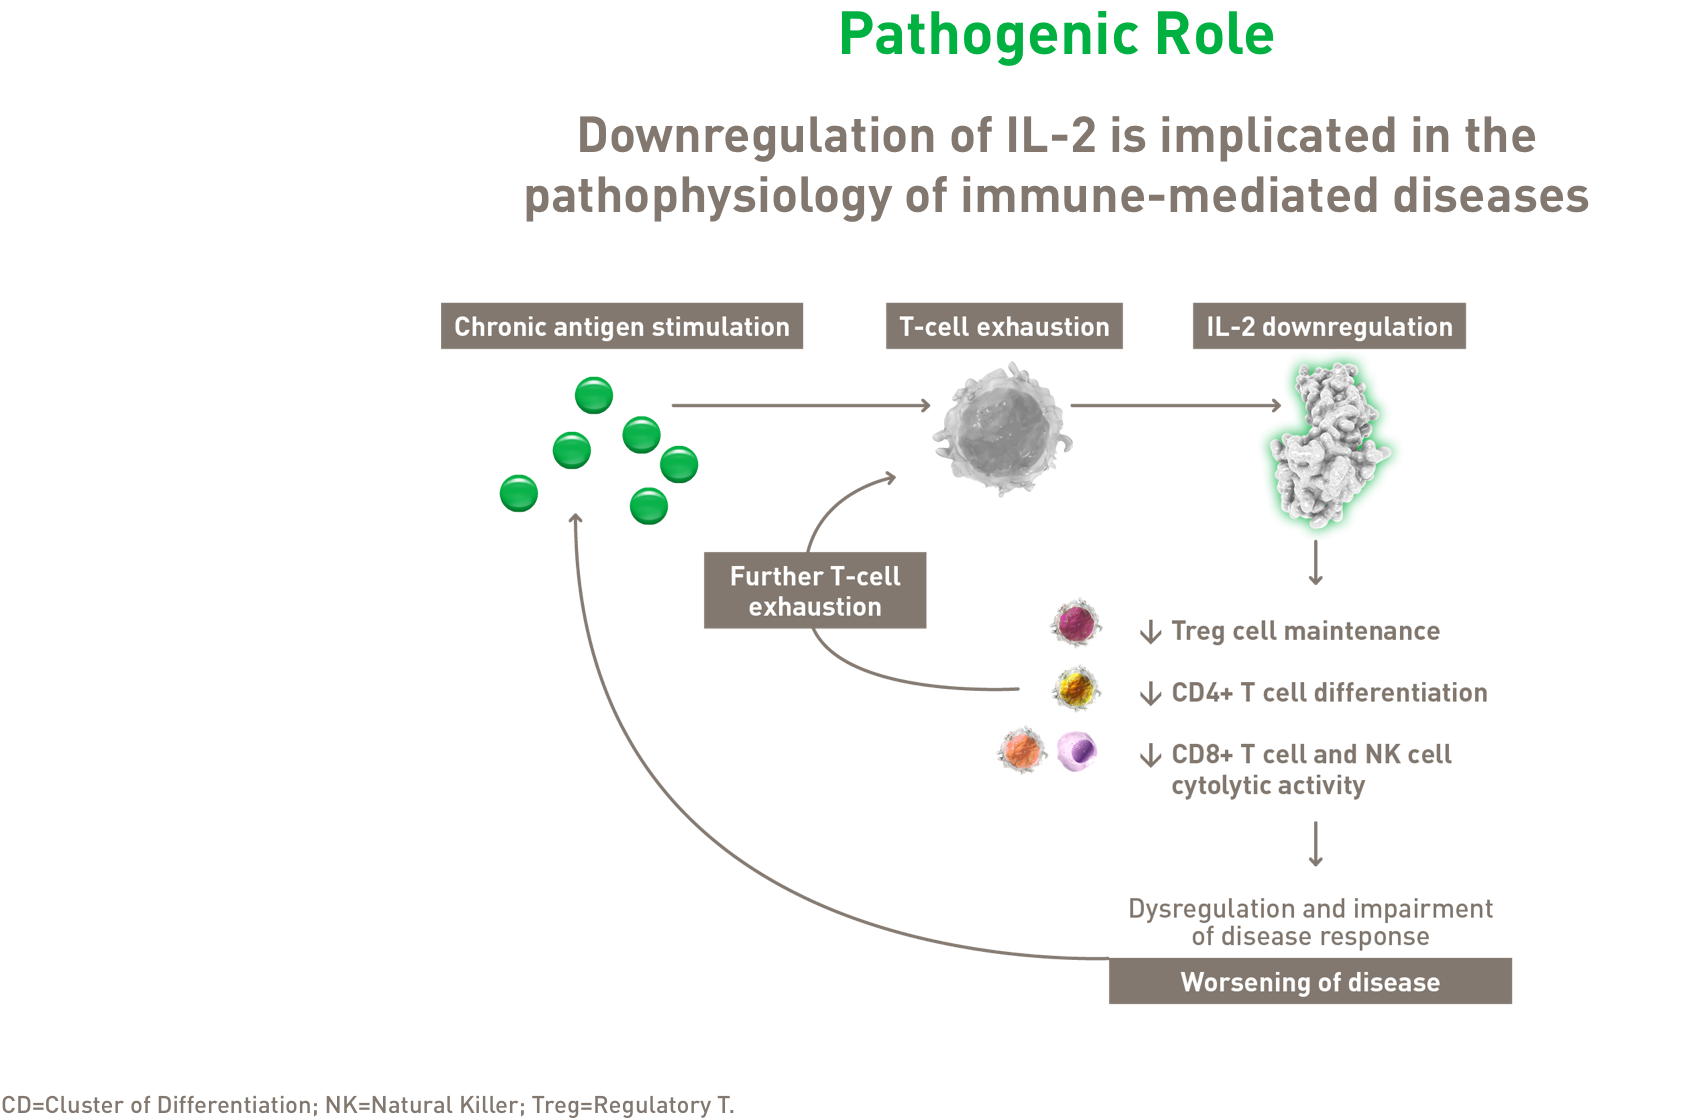 Pathogenic Role
Downregulation of IL-2 is implicated in the
pathophysiology of immune-mediated diseases
Chronic antigen stimulation
T-cell exhaustion
IL-2 downregulation
Further T-cell
exhaustion
↓ Treg cell maintenance
↓ CD4+ T cell differentiation
↓ CD8+ T cell and NK cell
cytolytic activity
Dysregulation and impairment
of disease response
Worsening of disease
CD=Cluster of Differentiation; NK=Natural Killer; Treg=Regulatory T.